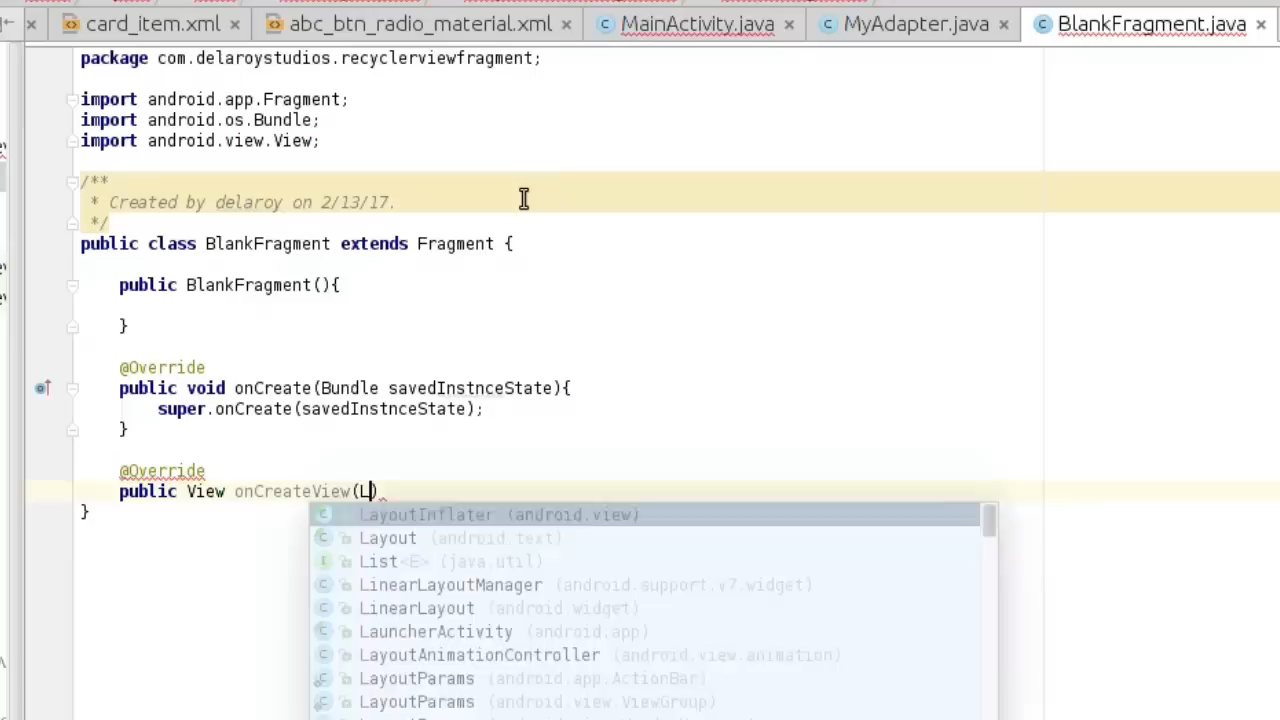 card_item.xml abc_btn_radio_material.xml MainActivity.java MyAdapter.java BlankFragment.java
package com.delaroystudios.recyclerviewfragment;
import android.app.Fragment;
import android.os.Bundle;
import android.view.View;
/**
* Created by delaroy on 2/13/17.
*/
public class BlankFragment extends Fragment {
public BlankFragment(){
}
@Override
public void onCreate(Bundle savedInstnceState){
super.onCreate(savedInstnceState);
}
@Override
public View onCreateView(L)
}
LayoutInflater (android.view)
Layout (android.text)
List<E> (java.util)
LinearLayoutManager (android.support.v7.widget)
LinearLayout (android.widget)
LauncherActivity (android.app)
LayoutAnimationController (android.view.animation)
LayoutParams (android.app.ActionBar)
LayoutParams (android.view.ViewGroup)